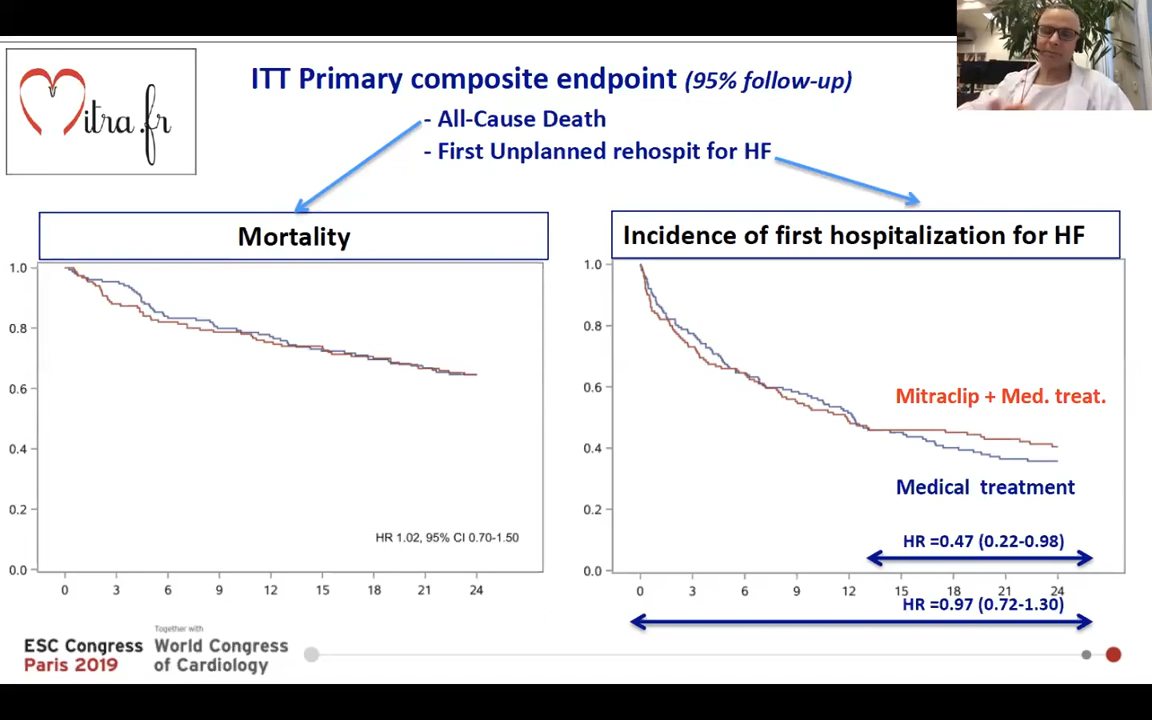 Mitra.fr
ITT Primary composite endpoint (95% follow-up)
- All-Cause Death
- First Unplanned rehospit for HF
Mortality
1.0
0.8
0.6
0.4
0.2
0.0
HR 1.02, 95% CI 0.70-1.50
0 3 6 9 12 15 18 21 24
Incidence of first hospitalization for HF
1.0
0.8
0.6
0.4
0.2
0.0
Mitraclip + Med. treat.
Medical treatment
HR =0.47 (0.22-0.98)
0 3 6 9 12 15 18 21 24
HR =0.97 (0.72-1.30)
ESC Congress
Paris 2019
Together with
World Congress
of Cardiology